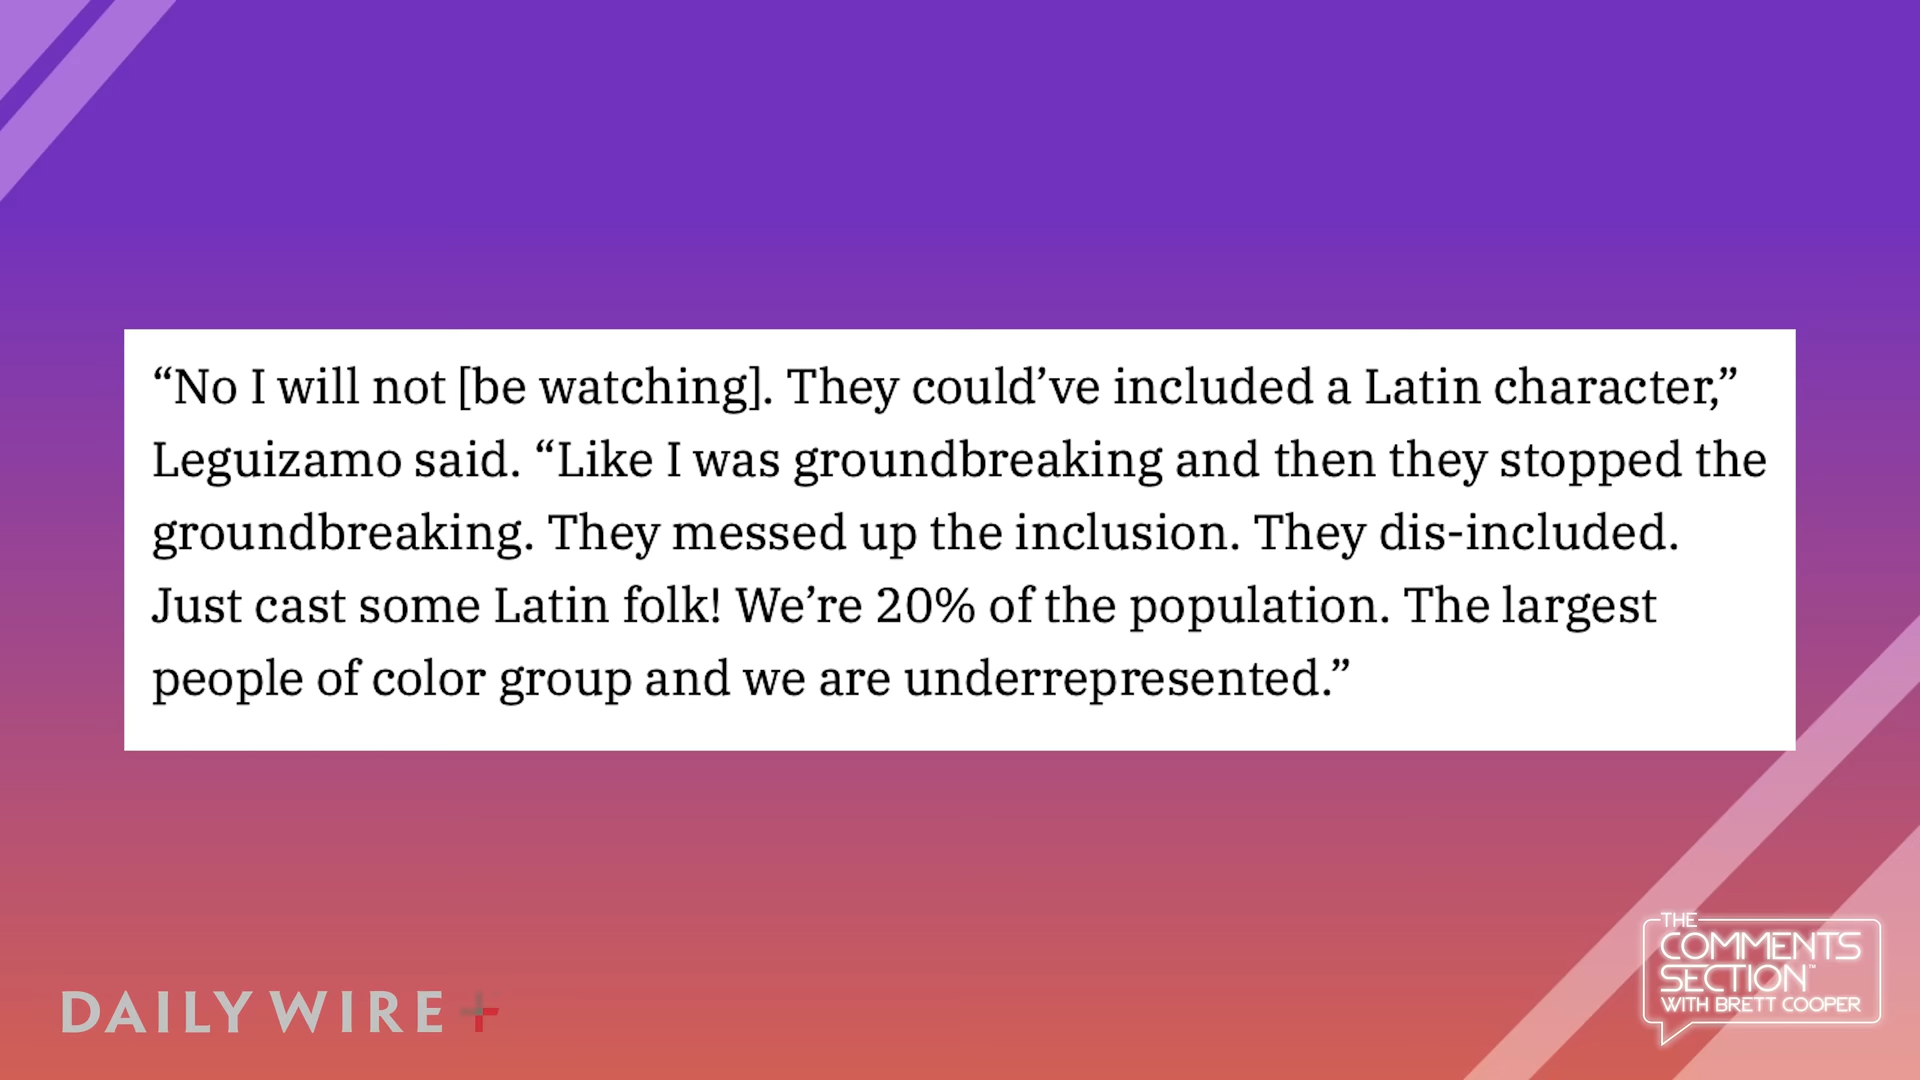 “No I will not [be watching]. They could’ve included a Latin character,”
Leguizamo said. “Like I was groundbreaking and then they stopped the
groundbreaking. They messed up the inclusion. They dis-included.
Just cast some Latin folk! We’re 20% of the population. The largest
people of color group and we are underrepresented.”
DAILY WIRE +
THE
COMMENTS
SECTION™
WITH BRETT COOPER